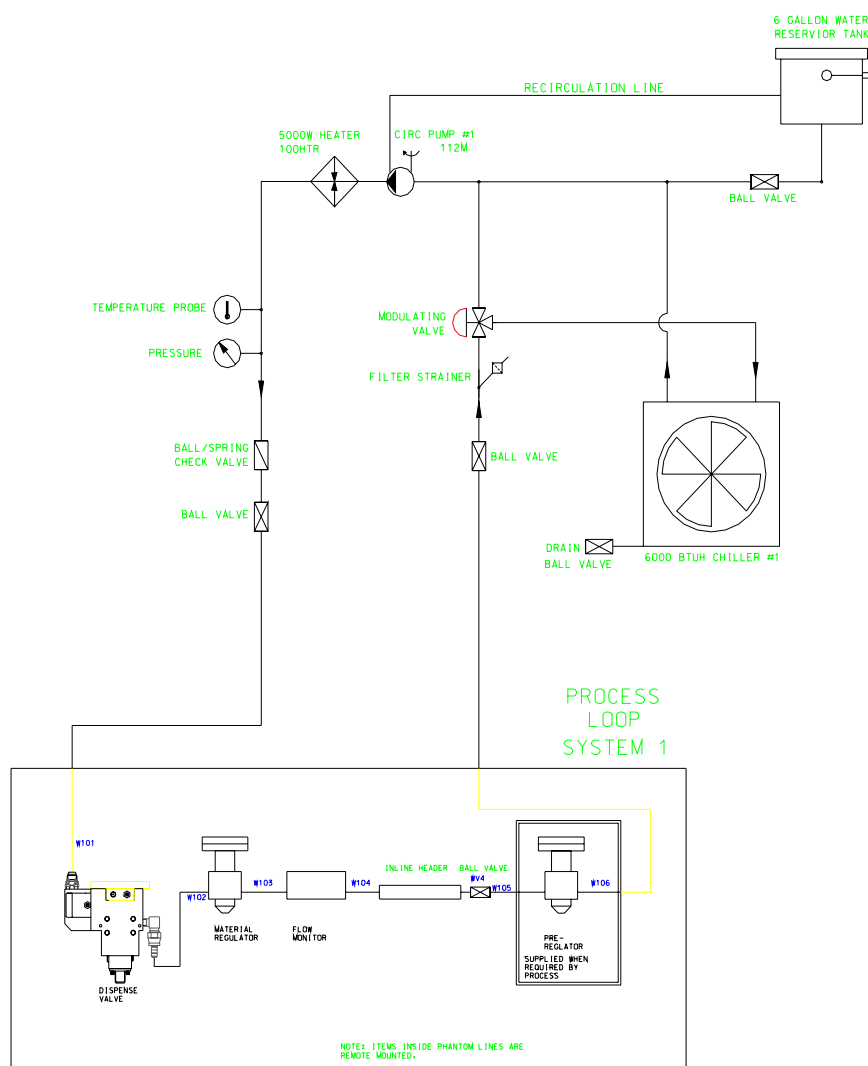 6 GALLON WATER
RESERVIOR TANK
RECIRCULATION LINE
5000W HEATER
100HTR
CIRC PUMP #1
112M
BALL VALVE
TEMPERATURE PROBE
MODULATING
VALVE
PRESSURE
FILTER STRAINER
BALL/SPRING
CHECK VALVE
BALL VALVE
BALL VALVE
DRAIN
BALL VALVE
6000 BTUH CHILLER #1
PROCESS
LOOP
SYSTEM 1
W101
INLINE HEADER
BALL VALVE
WV4
W102
W103
W104
W105
W106
MATERIAL
REGULATOR
FLOW
MONITOR
PRE-
REGLATOR
SUPPLIED WHEN
REQUIRED BY
PROCESS
DISPENSE
VALVE
NOTE: ITEMS INSIDE PHANTOM LINES ARE
REMOTE MOUNTED.